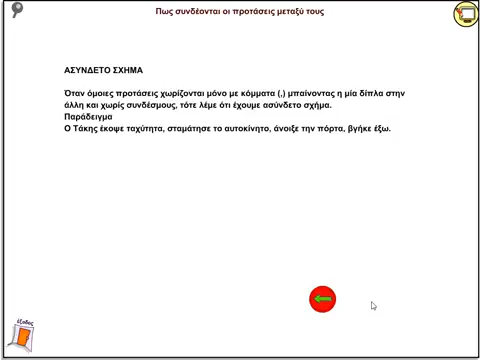 Πως συνδέονται οι προτάσεις μεταξύ τους
ΑΣΥΝΔΕΤΟ ΣΧΗΜΑ
Όταν όμοιες προτάσεις χωρίζονται μόνο με κόμματα (,) μπαίνοντας η μία δίπλα στην
άλλη και χωρίς συνδέσμους, τότε λέμε ότι έχουμε ασύνδετο σχήμα.
Παράδειγμα
Ο Τάκης έκοψε ταχύτητα, σταμάτησε το αυτοκίνητο, άνοιξε την πόρτα, βγήκε έξω.
έξοδος